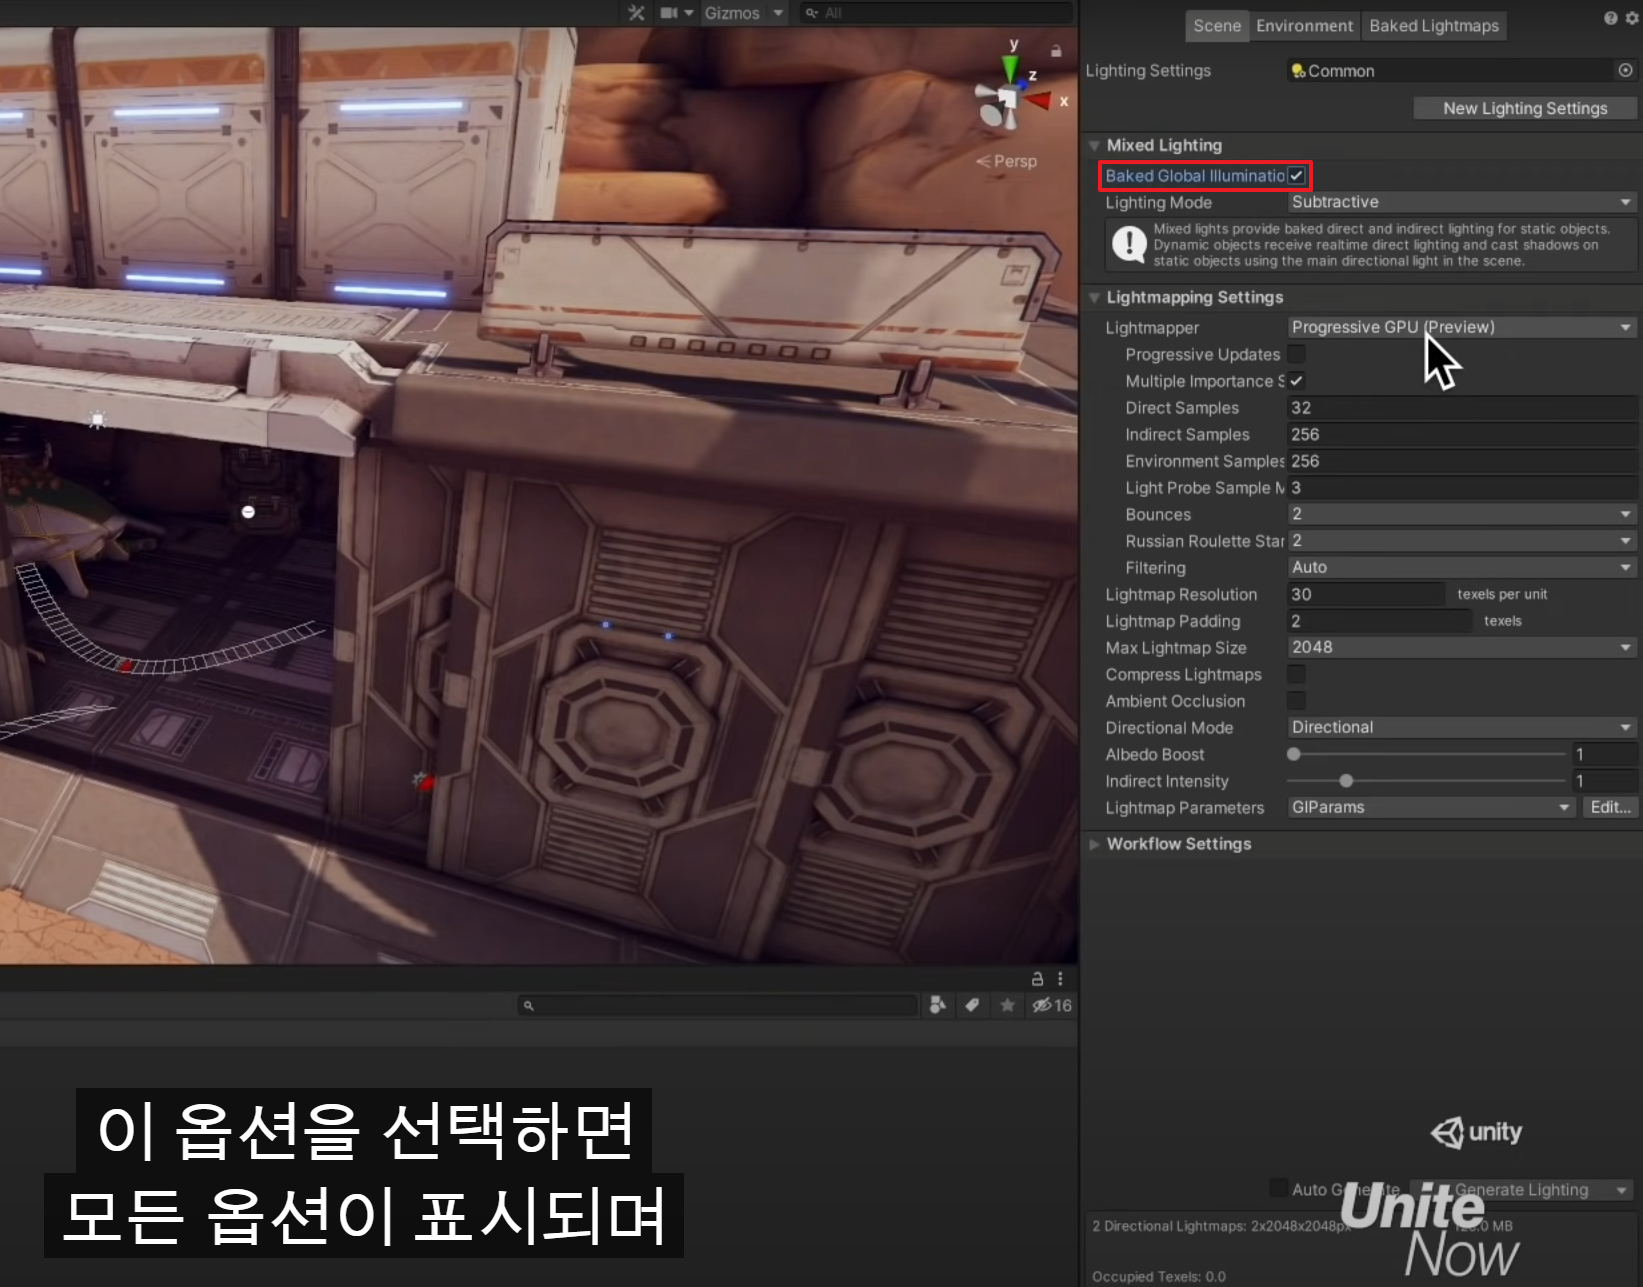 Gizmos
All
Scene
Environment
Baked Lightmaps
y
z
x
Persp
Lighting Settings
Common
New Lighting Settings
Mixed Lighting
Baked Global Illuminatio
Lighting Mode
Subtractive
Mixed lights provide baked direct and indirect lighting for static objects.
Dynamic objects receive realtime direct lighting and cast shadows on
static objects using the main directional light in the scene.
Lightmapping Settings
Lightmapper
Progressive GPU (Preview)
Progressive Updates
Multiple Importance S
Direct Samples
32
Indirect Samples
256
Environment Samples
256
Light Probe Sample M
3
Bounces
2
Russian Roulette Star
2
Filtering
Auto
Lightmap Resolution
30
texels per unit
Lightmap Padding
2
texels
Max Lightmap Size
2048
Compress Lightmaps
Ambient Occlusion
Directional Mode
Directional
Albedo Boost
1
Indirect Intensity
1
Lightmap Parameters
GIParams
Edit...
Workflow Settings
16
이 옵션을 선택하면
모든 옵션이 표시되며
unity
Auto Generate
Generate Lighting
Unite
Now
2 Directional Lightmaps: 2x2048x2048px
MB
Occupied Texels: 0.0